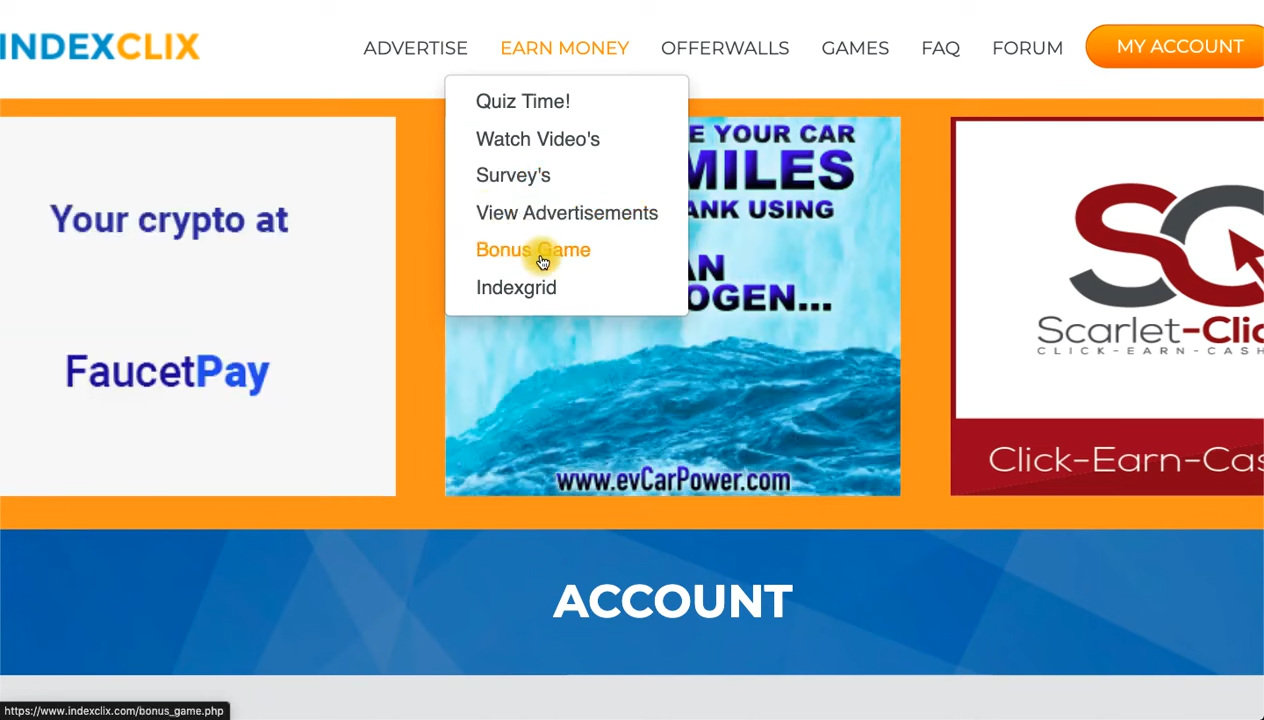 INDEXCLIX
ADVERTISE
EARN MONEY
OFFERWALLS
GAMES
FAQ
FORUM
MY ACCOUNT
Quiz Time!
Watch Video's
Survey's
View Advertisements
Bonus Game
Indexgrid
Your crypto at
FaucetPay
E YOUR CAR
MILES
ANK USING
AN
OGEN...
www.evCarPower.com
SC
Scarlet-Clic
CLICK-EARN-CASH
Click-Earn-Cas
ACCOUNT
https://www.indexclix.com/bonus_game.php